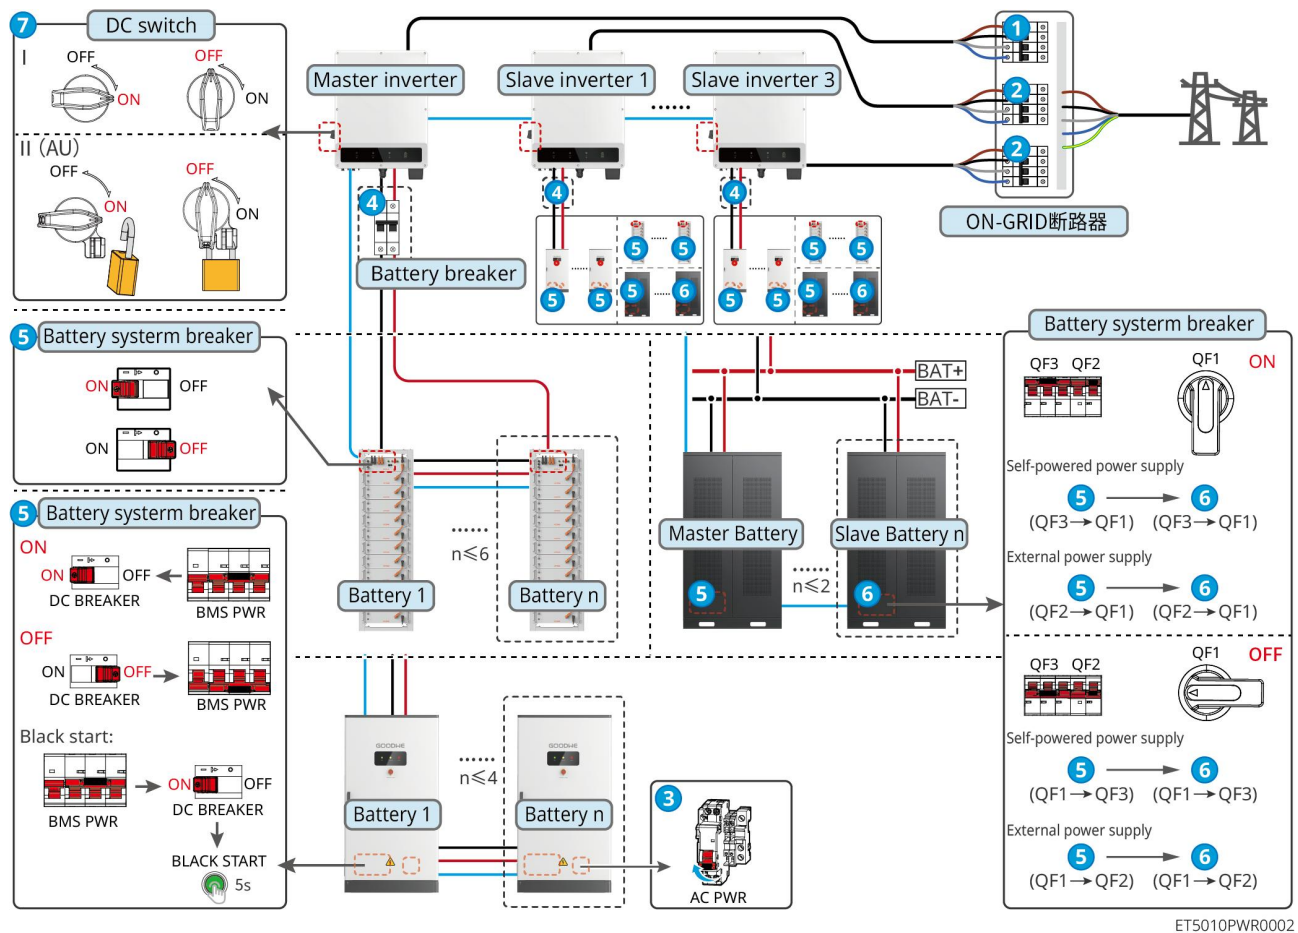 7
DC switch
I
OFF
ON
OFF
ON
II (AU)
OFF
ON
OFF
ON
Master inverter
Slave inverter 1
Slave inverter 3
......
1
2
2
ON-GRID断路器
4
Battery breaker
4
4
5
......
5
5
......
5
5
......
6
5
......
5
5
......
5
5
......
6
5
Battery systerm breaker
ON
OFF
ON
OFF
5
Battery systerm breaker
ON
ON
OFF
DC BREAKER
BMS PWR
OFF
ON
OFF
DC BREAKER
BMS PWR
Black start:
BMS PWR
ON
OFF
DC BREAKER
BLACK START
5s
......
n≤6
Battery 1
Battery n
BAT+
BAT-
Master Battery
Slave Battery n
......
n≤2
5
6
GOODWE
GOODWE
......
n≤4
Battery 1
Battery n
3
AC PWR
Battery systerm breaker
QF3 QF2
QF1
ON
Self-powered power supply
5 → 6
(QF3→QF1) (QF3→QF1)
External power supply
5 → 6
(QF2→QF1) (QF2→QF1)
QF3 QF2
QF1
OFF
Self-powered power supply
5 → 6
(QF1→QF3) (QF1→QF3)
External power supply
5 → 6
(QF1→QF2) (QF1→QF2)
ET5010PWR0002